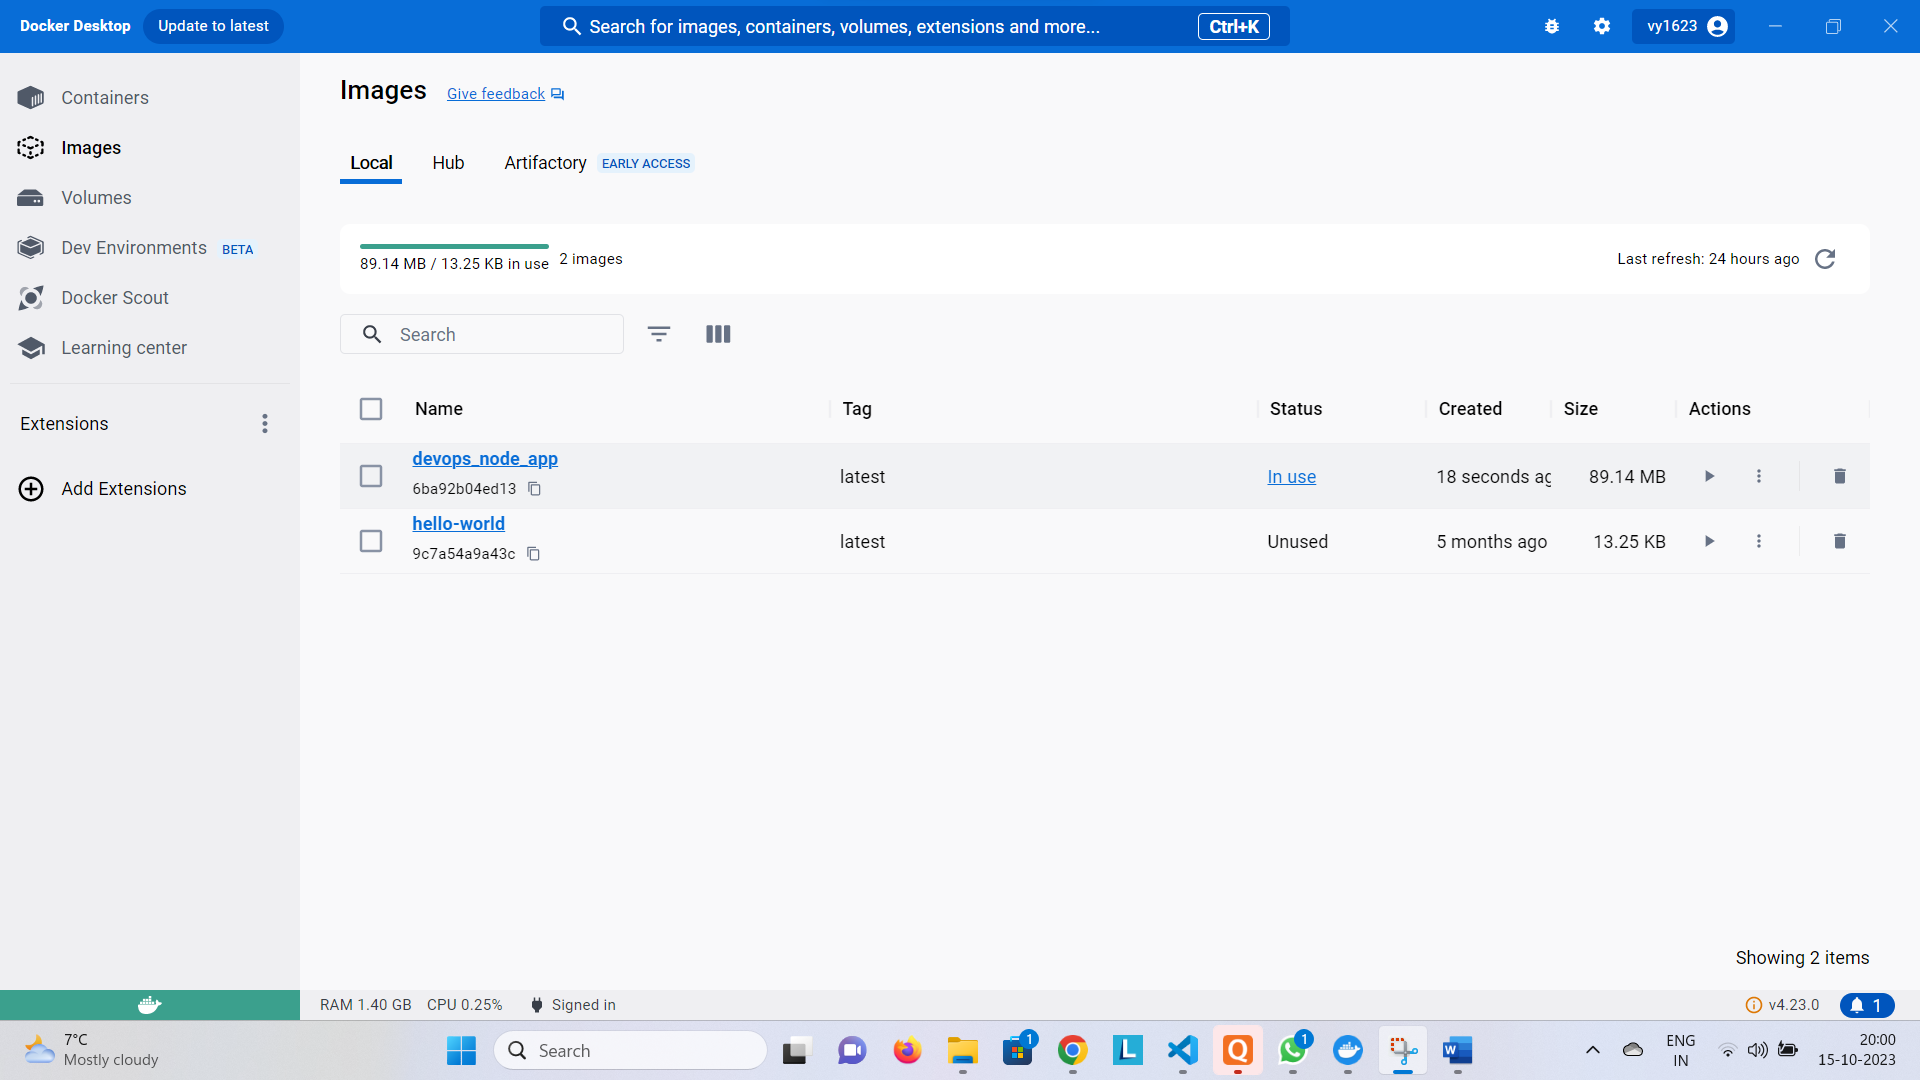 Docker Desktop Update to latest Search for images, containers, volumes, extensions and more... Ctrl+K vy1623
Containers
Images
Volumes
Dev Environments BETA
Docker Scout
Learning center
Extensions
Add Extensions
Images Give feedback
Local Hub Artifactory EARLY ACCESS
89.14 MB / 13.25 KB in use 2 images Last refresh: 24 hours ago
Search
Name Tag Status Created Size Actions
devops_node_app
6ba92b04ed13 latest In use 18 seconds ag 89.14 MB
hello-world
9c7a54a9a43c latest Unused 5 months ago 13.25 KB
Showing 2 items
RAM 1.40 GB CPU 0.25% Signed in v4.23.0 1
7°C
Mostly cloudy
Search
1
L
Q
1
W
ENG
IN
20:00
15-10-2023